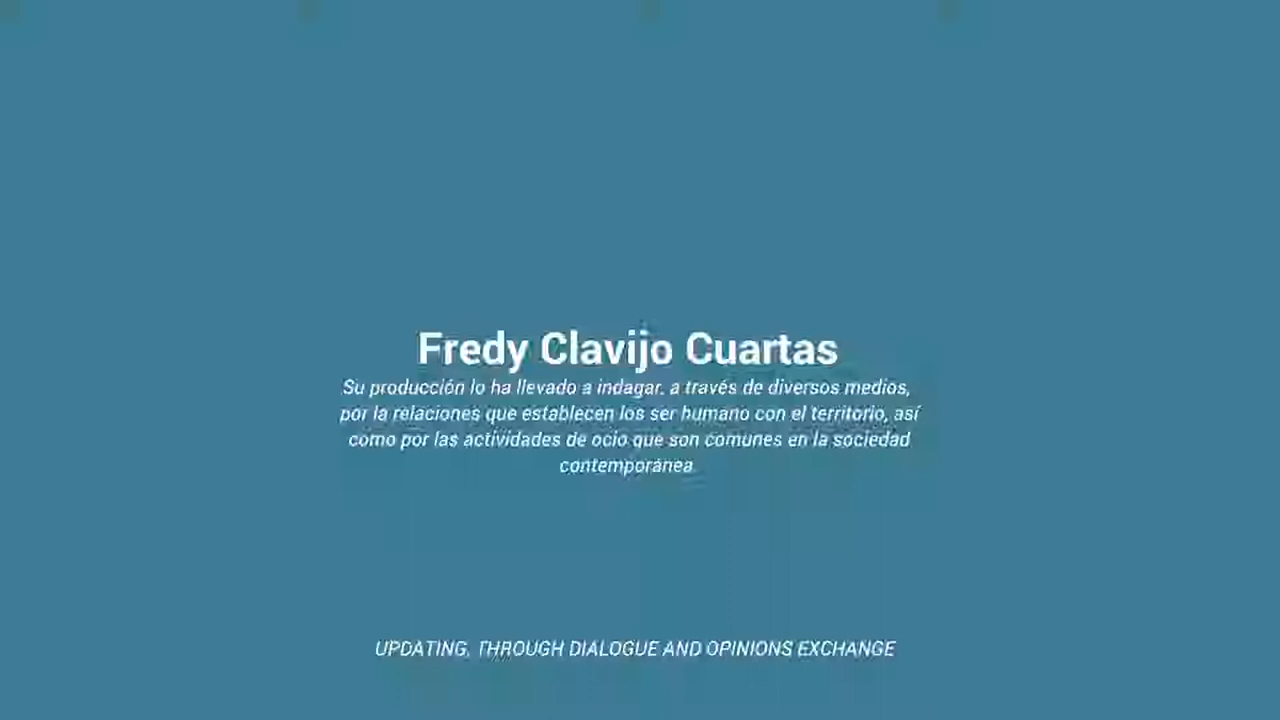 Fredy Clavijo Cuartas
Su producción lo ha llevado a indagar, a través de diversos medios,
por la relaciones que establecen los ser humano con el territorio, así
como por las actividades de ocio que son comunes en la sociedad
contemporánea.
UPDATING, THROUGH DIALOGUE AND OPINIONS EXCHANGE